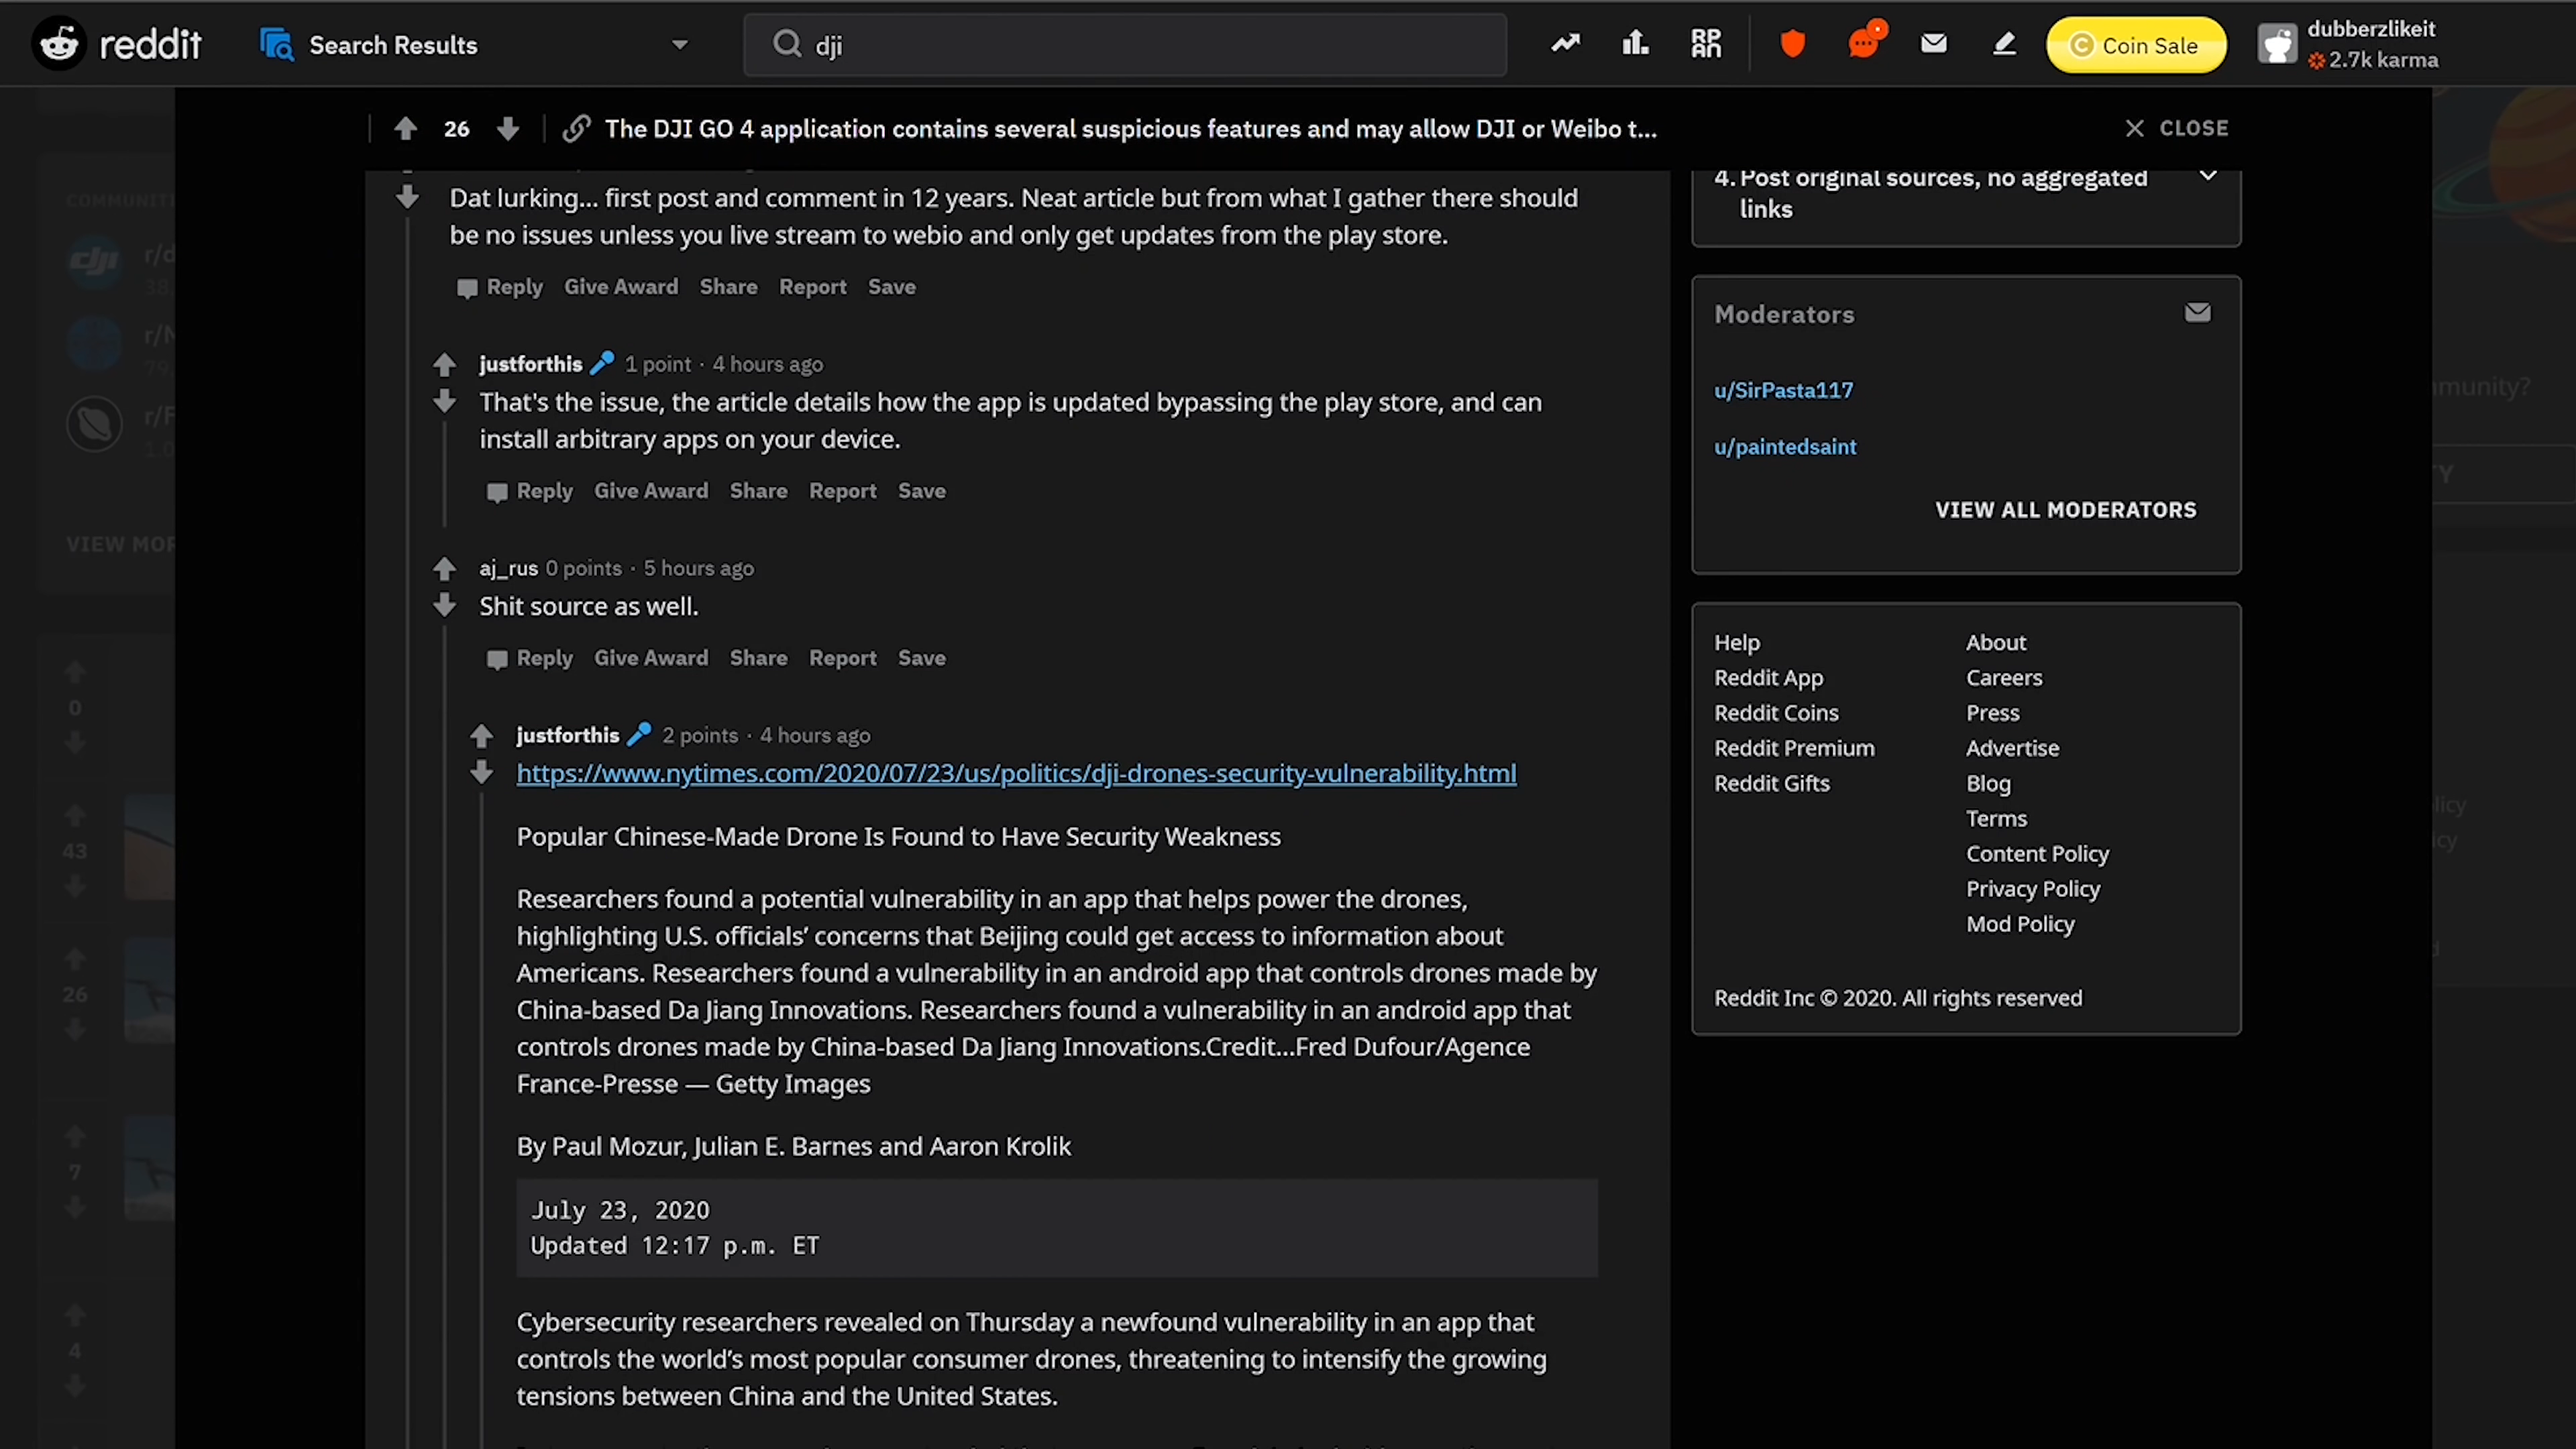 reddit
Search Results
dji
RPAN
Coin Sale
dubberzlikeit
2.7k karma
26
The DJI GO 4 application contains several suspicious features and may allow DJI or Weibo t...
CLOSE
Dat lurking... first post and comment in 12 years. Neat article but from what I gather there should
be no issues unless you live stream to webio and only get updates from the play store.
Reply Give Award Share Report Save
justforthis 1 point · 4 hours ago
That's the issue, the article details how the app is updated bypassing the play store, and can
install arbitrary apps on your device.
Reply Give Award Share Report Save
aj_rus 0 points · 5 hours ago
Shit source as well.
Reply Give Award Share Report Save
justforthis 2 points · 4 hours ago
https://www.nytimes.com/2020/07/23/us/politics/dji-drones-security-vulnerability.html
Popular Chinese-Made Drone Is Found to Have Security Weakness
Researchers found a potential vulnerability in an app that helps power the drones,
highlighting U.S. officials’ concerns that Beijing could get access to information about
Americans. Researchers found a vulnerability in an android app that controls drones made by
China-based Da Jiang Innovations. Researchers found a vulnerability in an android app that
controls drones made by China-based Da Jiang Innovations.Credit...Fred Dufour/Agence
France-Presse — Getty Images
By Paul Mozur, Julian E. Barnes and Aaron Krolik
July 23, 2020
Updated 12:17 p.m. ET
Cybersecurity researchers revealed on Thursday a newfound vulnerability in an app that
controls the world’s most popular consumer drones, threatening to intensify the growing
tensions between China and the United States.
4. Post original sources, no aggregated
links
Moderators
u/SirPasta117
u/paintedsaint
VIEW ALL MODERATORS
Help
Reddit App
Reddit Coins
Reddit Premium
Reddit Gifts
About
Careers
Press
Advertise
Blog
Terms
Content Policy
Privacy Policy
Mod Policy
Reddit Inc © 2020. All rights reserved
dji
0
43
26
7
4